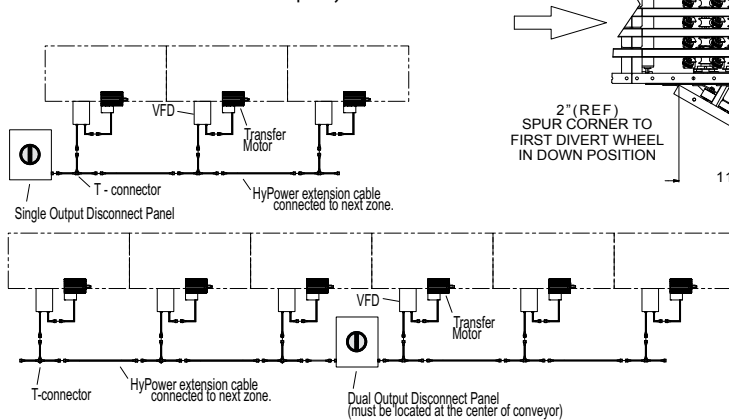 2"(REF)
SPUR CORNER TO
FIRST DIVERT WHEEL
IN DOWN POSITION
11
VFD
Transfer
Motor
T - connector
HyPower extension cable
connected to next zone.
Single Output Disconnect Panel
VFD
Transfer
Motor
T-connector
HyPower extension cable
connected to next zone.
Dual Output Disconnect Panel
(must be located at the center of conveyor)